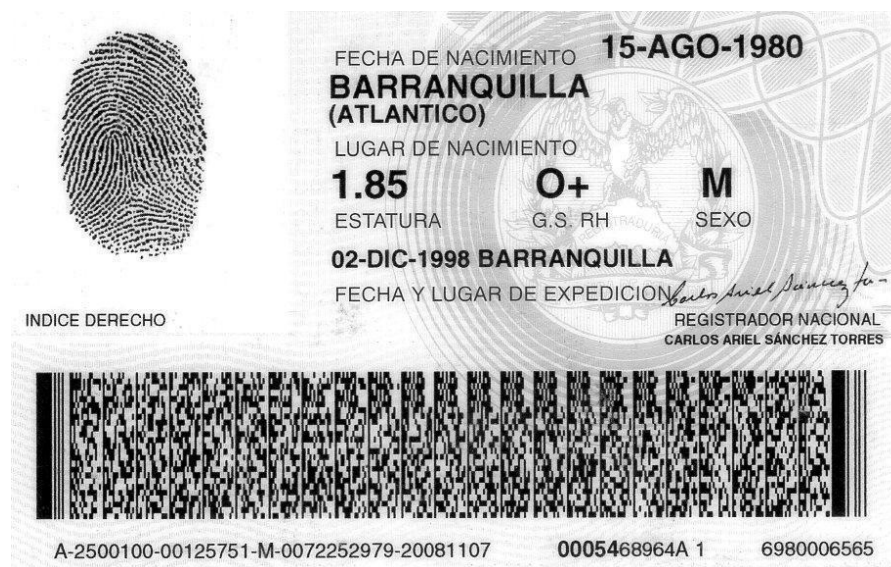 FECHA DE NACIMIENTO 15-AGO-1980
BARRANQUILLA
(ATLANTICO)
LUGAR DE NACIMIENTO
1.85 O+ M
ESTATURA G.S. RH SEXO
02-DIC-1998 BARRANQUILLA
FECHA Y LUGAR DE EXPEDICION
INDICE DERECHO
REGISTRADOR NACIONAL
CARLOS ARIEL SÁNCHEZ TORRES
A-2500100-00125751-M-0072252979-20081107 0005468964A 1 6980006565